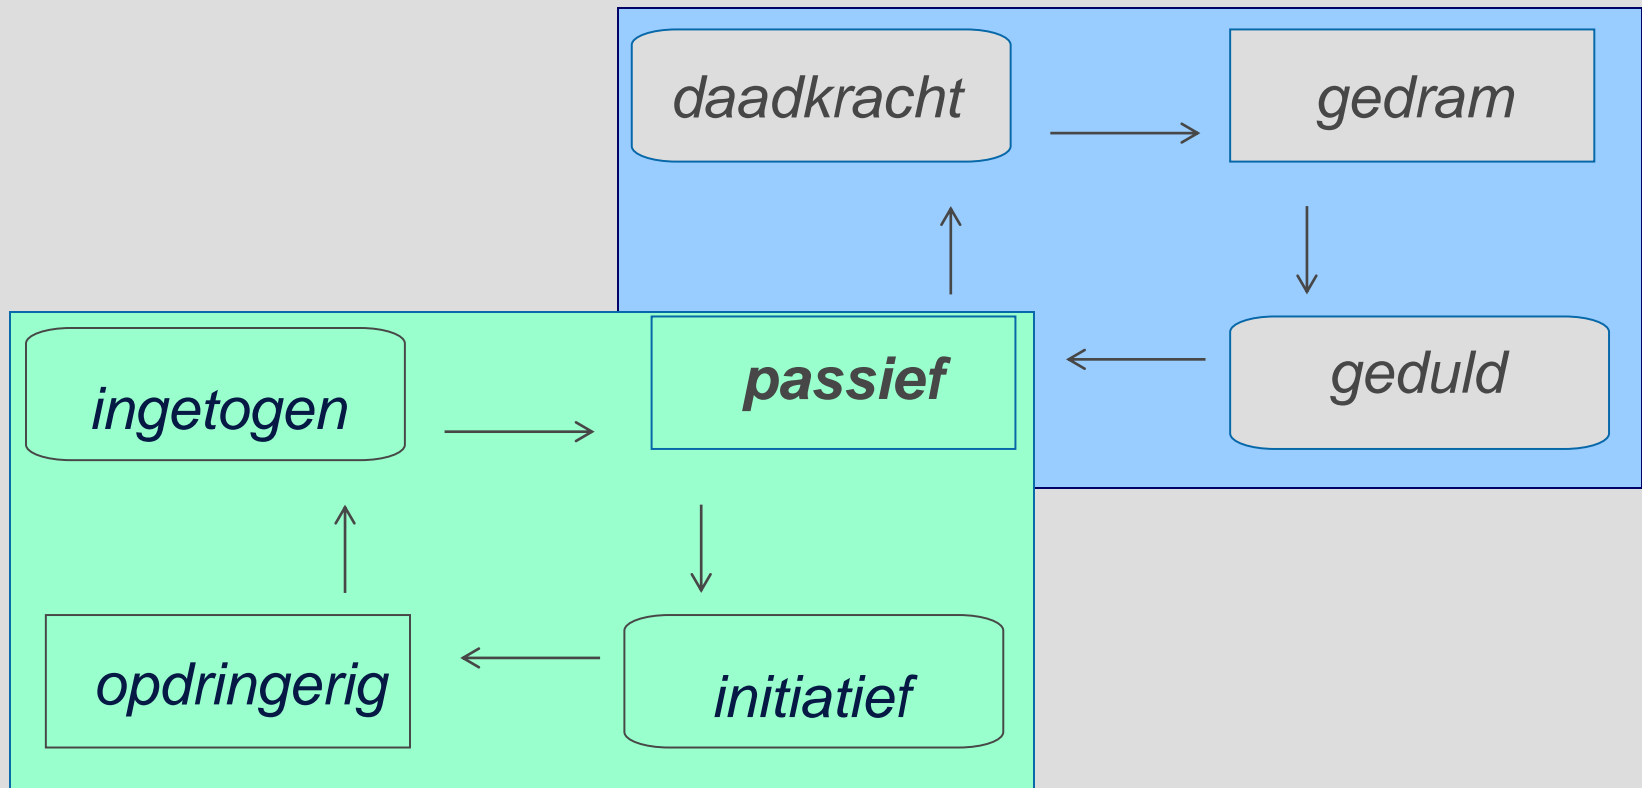 daadkracht
gedram
passief
geduld
ingetogen
opdringerig
initiatief